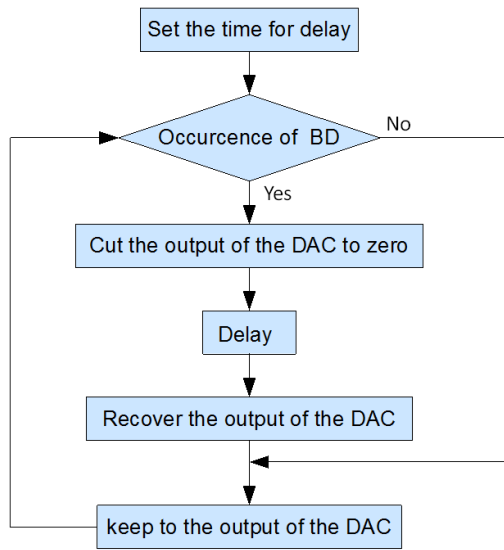 Set the time for delay
Occurcence of BD
No
Yes
Cut the output of the DAC to zero
Delay
Recover the output of the DAC
keep to the output of the DAC